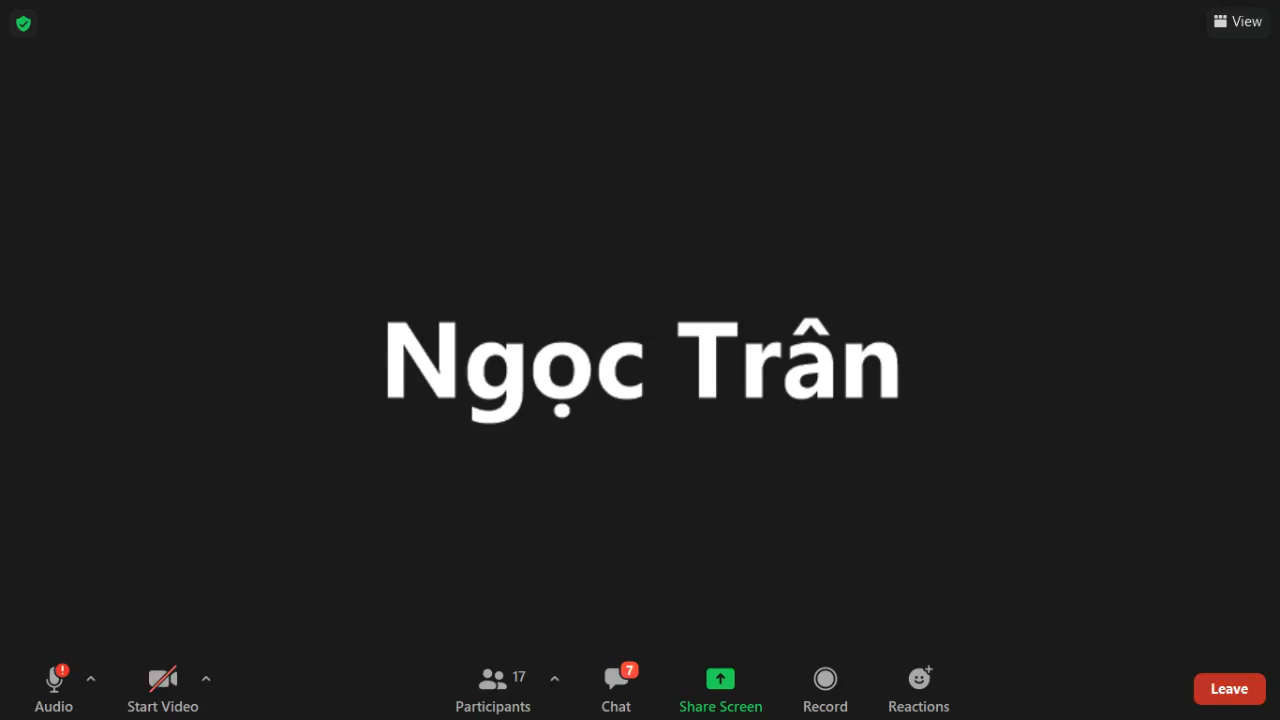 View
Ngọc Trân
17
7
Audio
Start Video
Participants
Chat
Share Screen
Record
Reactions
Leave